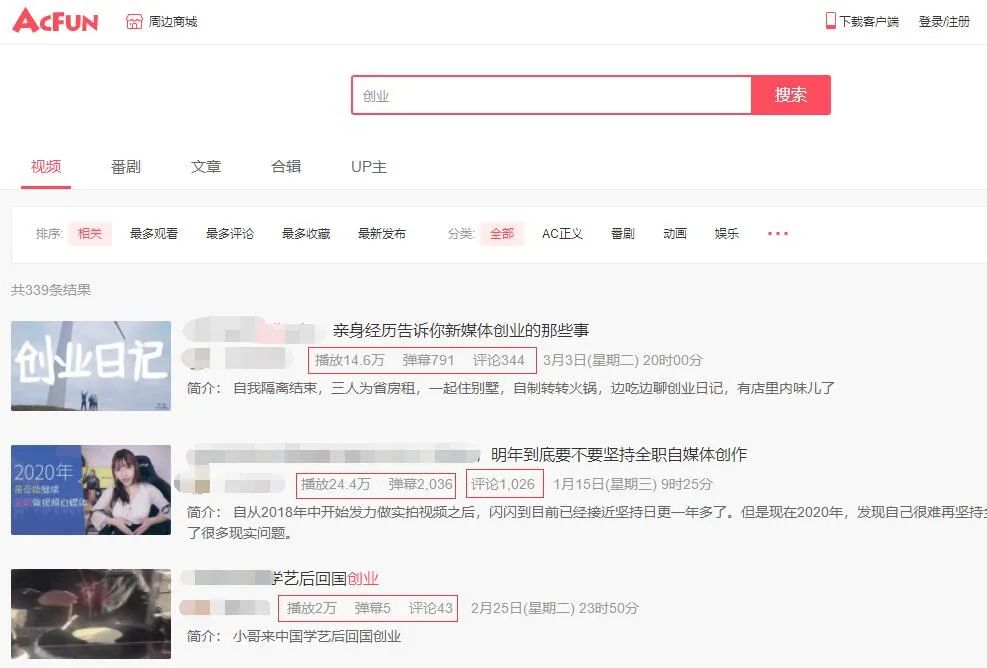 AcFun 周边商城 下载客户端 登录/注册
创业 搜索
视频 番剧 文章 合辑 UP主
排序: 相关 最多观看 最多评论 最多收藏 最新发布 分类: 全部 AC正义 番剧 动画 娱乐 ···
共339条结果
创业日记
亲身经历告诉你新媒体创业的那些事
播放14.6万 弹幕791 评论344 3月3日(星期二) 20时00分
简介: 自我隔离结束，三人为省房租，一起住别墅，自制转转火锅，边吃边聊创业日记，有店里内味儿了
2020年
是否能继续
全职做视频自媒体
，明年到底要不要坚持全职自媒体创作
播放24.4万 弹幕2,036 评论1,026 1月15日(星期三) 9时25分
简介: 自从2018年中开始发力做实拍视频之后，闪闪到目前已经接近坚持日更一年多了。但是现在2020年，发现自己很难再坚持全
了很多现实问题。
学艺后回国创业
播放2万 弹幕5 评论43 2月25日(星期二) 23时50分
简介: 小哥来中国学艺后回国创业